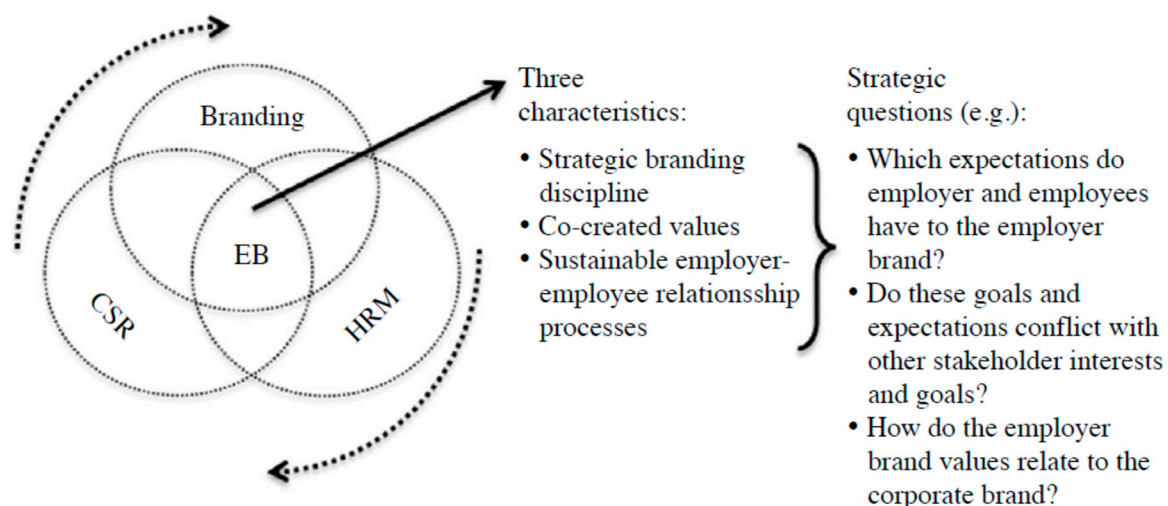 Branding
EB
CSR
HRM
Three
characteristics:
• Strategic branding
discipline
• Co-created values
• Sustainable employer-
employee relationsship
processes
Strategic
questions (e.g.):
• Which expectations do
employer and employees
have to the employer
brand?
• Do these goals and
expectations conflict with
other stakeholder interests
and goals?
• How do the employer
brand values relate to the
corporate brand?